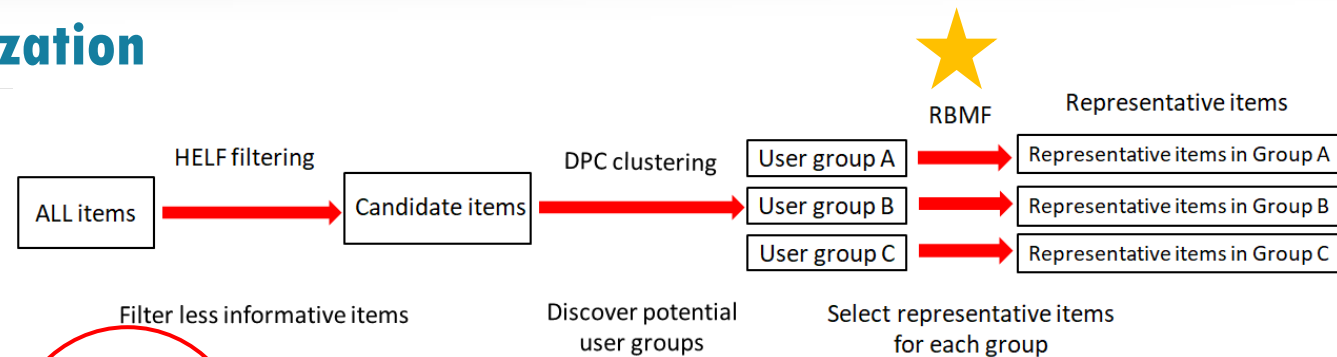 zation
RBMF
Representative items
HELF filtering
DPC clustering
User group A
Representative items in Group A
ALL items
Candidate items
User group B
Representative items in Group B
User group C
Representative items in Group C
Filter less informative items
Discover potential
user groups
Select representative items
for each group